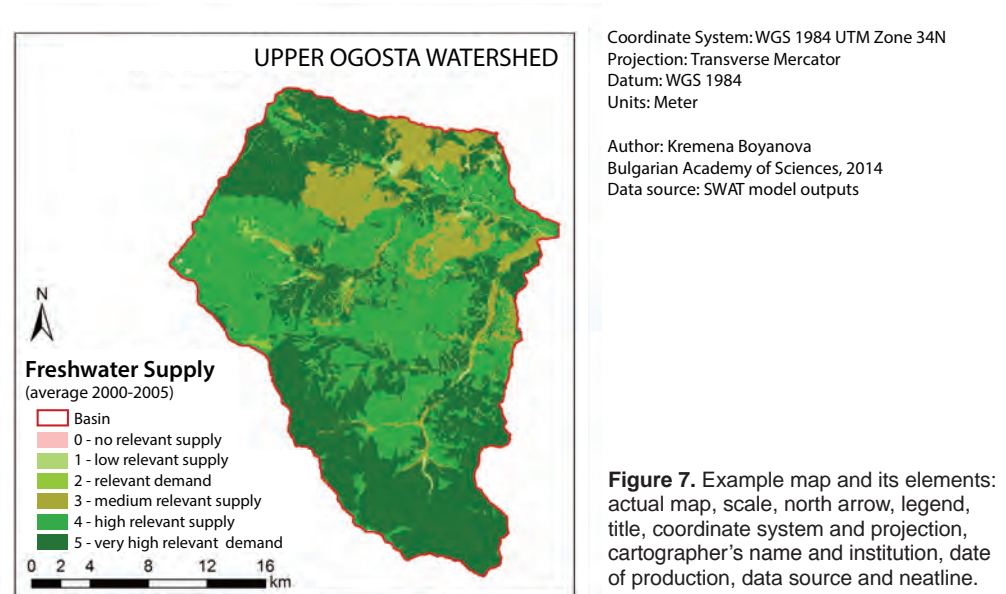 UPPER OGOSTA WATERSHED
N
Freshwater Supply
(average 2000-2005)
Basin
0 - no relevant supply
1 - low relevant supply
2 - relevant demand
3 - medium relevant supply
4 - high relevant supply
5 - very high relevant demand
0 2 4 8 12 16
km
Coordinate System: WGS 1984 UTM Zone 34N
Projection: Transverse Mercator
Datum: WGS 1984
Units: Meter
Author: Kremena Boyanova
Bulgarian Academy of Sciences, 2014
Data source: SWAT model outputs
Figure 7. Example map and its elements:
actual map, scale, north arrow, legend,
title, coordinate system and projection,
cartographer's name and institution, date
of production, data source and neatline.